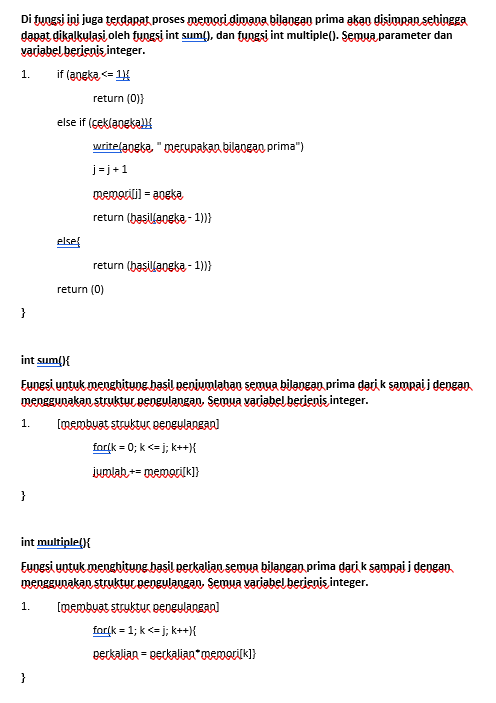 Di fungsi ini juga terdapat proses memori dimana bilangan prima akan disimpan sehingga
dapat dikalkulasi oleh fungsi int sum(), dan fungsi int multiple(). Semua parameter dan
variabel berjenis integer.
1. if (angka <= 1){
return (0)}
else if (cek(angka)){
write(angka, " merupakan bilangan prima")
j = j + 1
memori[j] = angka
return (hasil(angka - 1))}
else{
return (hasil(angka - 1))}
return (0)
}
int sum(){
Fungsi untuk menghitung hasil penjumlahan semua bilangan prima dari k sampai j dengan
menggunakan struktur pengulangan. Semua variabel berjenis integer.
1. [membuat struktur pengulangan]
for(k = 0; k <= j; k++){
jumlah += memori[k]}
}
int multiple(){
Fungsi untuk menghitung hasil perkalian semua bilangan prima dari k sampai j dengan
menggunakan struktur pengulangan. Semua variabel berjenis integer.
1. [membuat struktur pengulangan]
for(k = 1; k <= j; k++){
perkalian = perkalian*memori[k]}
}